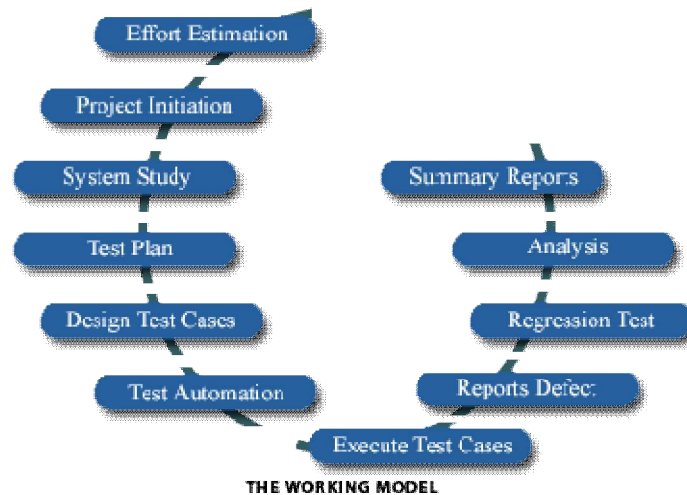 Effort Estimation
Project Initiation
System Study
Test Plan
Design Test Cases
Test Automation
Execute Test Cases
Reports Defect
Regression Test
Analysis
Summary Reports
THE WORKING MODEL